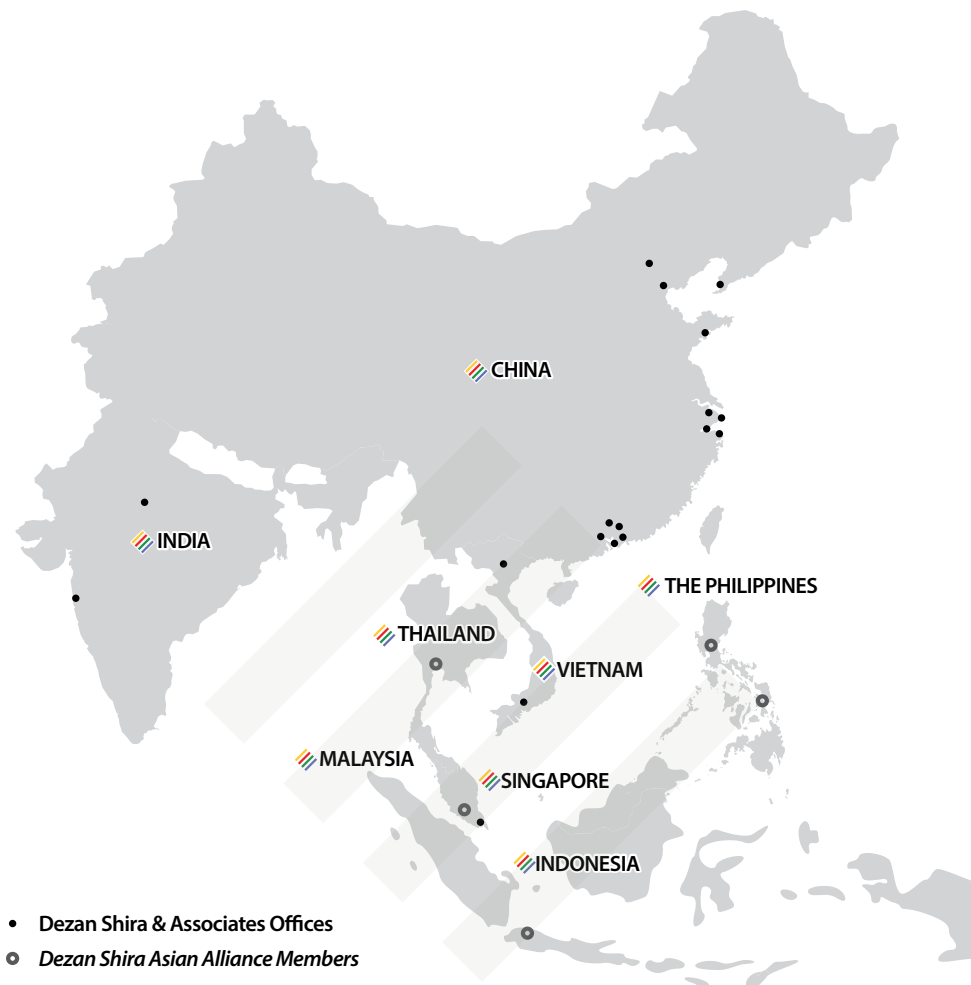 CHINA
INDIA
THE PHILIPPINES
THAILAND
VIETNAM
MALAYSIA
SINGAPORE
INDONESIA
Dezan Shira & Associates Offices
Dezan Shira Asian Alliance Members